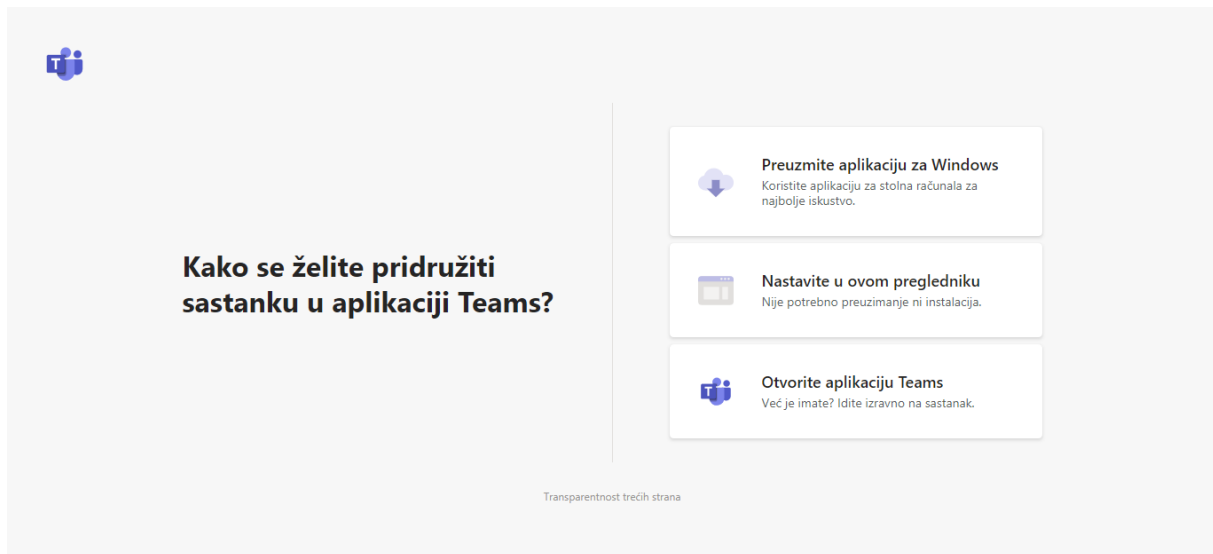 Kako se želite pridružiti
sastanku u aplikaciji Teams?
Preuzmite aplikaciju za Windows
Koristite aplikaciju za stolna računala za
najbolje iskustvo.
Nastavite u ovom pregledniku
Nije potrebno preuzimanje ni instalacija.
T
Otvorite aplikaciju Teams
Već je imate? Idite izravno na sastanak.
Transparentnost trećih strana